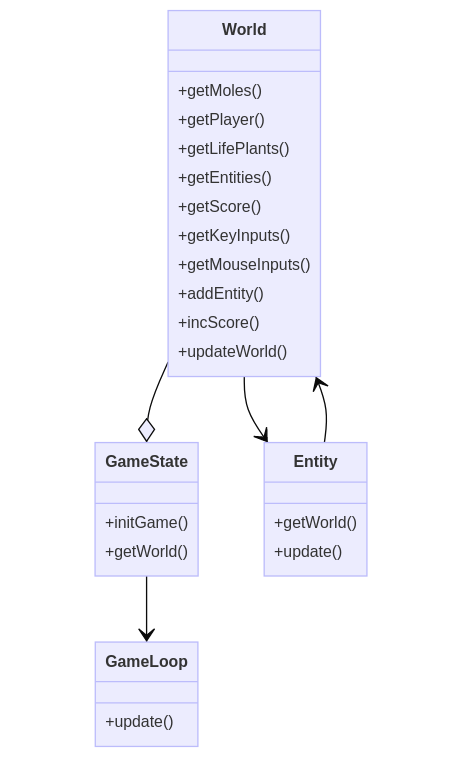 World
+getMoles()
+getPlayer()
+getLifePlants()
+getEntities()
+getScore()
+getKeyInputs()
+getMouseInputs()
+addEntity()
+incScore()
+updateWorld()
GameState
+initGame()
+getWorld()
Entity
+getWorld()
+update()
GameLoop
+update()